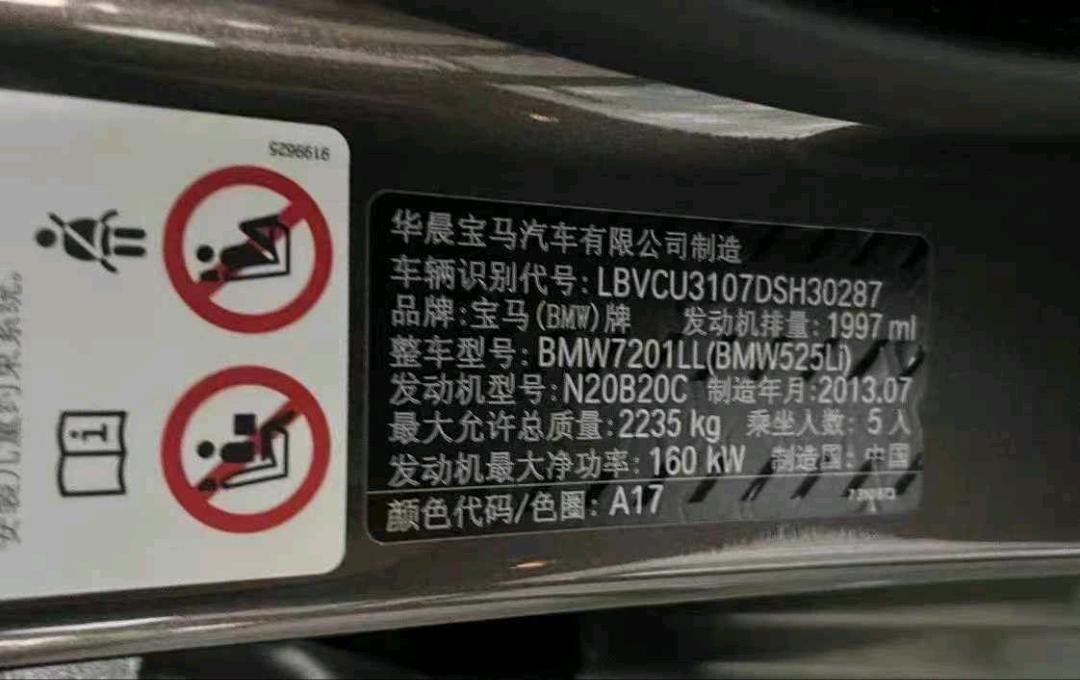 华晨宝马汽车有限公司制造
车辆识别代号: LBVCU3107DSH30287
品牌:宝马(BMW)牌 发动机排量: 1997 ml
整车型号: BMW7201LL(BMW525Li)
发动机型号: N20B20C 制造年月:2013.07
最大允许总质量: 2235 kg 乘坐人数: 5 人
发动机最大净功率: 160 kW 制造国: 中国
颜色代码/色圈: A17
9199625